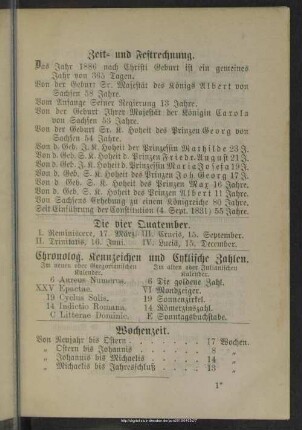 Zeit- und Festrechnung.
Das Jahr 1886 nach Christi Geburt ist ein gemeines
Jahr von 365 Tagen.
Von der Geburt Sr. Majestät des Königs Albert von
Sachsen 58 Jahre.
Vom Anfange Seiner Regierung 13 Jahre.
Von der Geburt Ihrer Majestät der Königin Carola
von Sachsen 53 Jahre.
Von der Geburt Sr. K. Hoheit des Prinzen Georg von
Sachsen 54 Jahre.
Von d. Geb. J. K. Hoheit der Prinzessin Mathilde 23 J.
Von d. Geb. S. K. Hoheit d. Prinzen Friedr. August 21 J.
Von d. Geb. J. K. Hoheit d. Prinzessin Maria Josefa 19 J.
Von d. Geb. S. K. Hoheit des Prinzen Joh. Georg 17 J.
Von d. Geb. S. K. Hoheit des Prinzen Max 16 Jahre.
Von d. Geb. S. K. Hoheit des Prinzen Albert 11 Jahre.
Von Sachsens Erhebung zu einem Königreiche 80 Jahre.
Seit Einführung der Constitution (4. Sept. 1831) 55 Jahre.
Die vier Quatember.
I. Reminiscere, 17. März. III. Crucis, 15. September.
II. Trinitatis, 16. Juni. IV. Luciä, 15. December.
Chronolog. Kennzeichen und Cyklische Zahlen.
Im neuen oder Gregorianischen Im alten oder Julianischen
Kalender. Kalender.
6 Aureus Numerus. 6 Die goldene Zahl.
XXV Epactae. VI Mondzeiger.
19 Cyclus Solis. 19 Sonnenzirkel.
14 Indictio Romana. 14 Römerzinszahl.
C Litterae Dominic. E Sonntagsbuchstabe.
Wochenzeit.
Von Neujahr bis Ostern 17 Wochen.
" Ostern bis Johannis 8 "
" Johannis bis Michaelis 14 "
" Michaelis bis Jahresschluß 13 "
1*